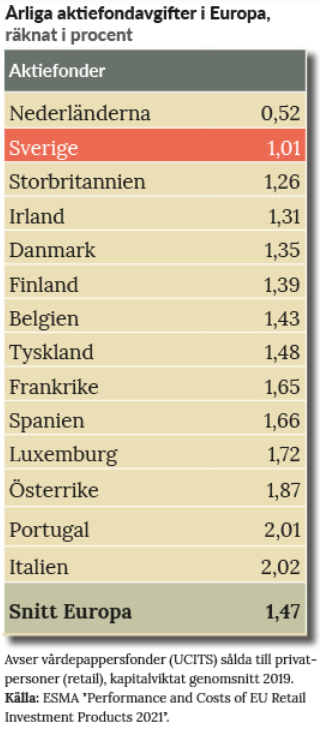 Årliga aktiefondavgifter i Europa,
räknat i procent
Aktiefonder
Nederländerna 0,52
Sverige 1,01
Storbritannien 1,26
Irland 1,31
Danmark 1,35
Finland 1,39
Belgien 1,43
Tyskland 1,48
Frankrike 1,65
Spanien 1,66
Luxemburg 1,72
Österrike 1,87
Portugal 2,01
Italien 2,02
Snitt Europa 1,47
Avser värdepappersfonder (UCITS) sålda till privat-
personer (retail), kapitalviktat genomsnitt 2019.
Källa: ESMA "Performance and Costs of EU Retail
Investment Products 2021".